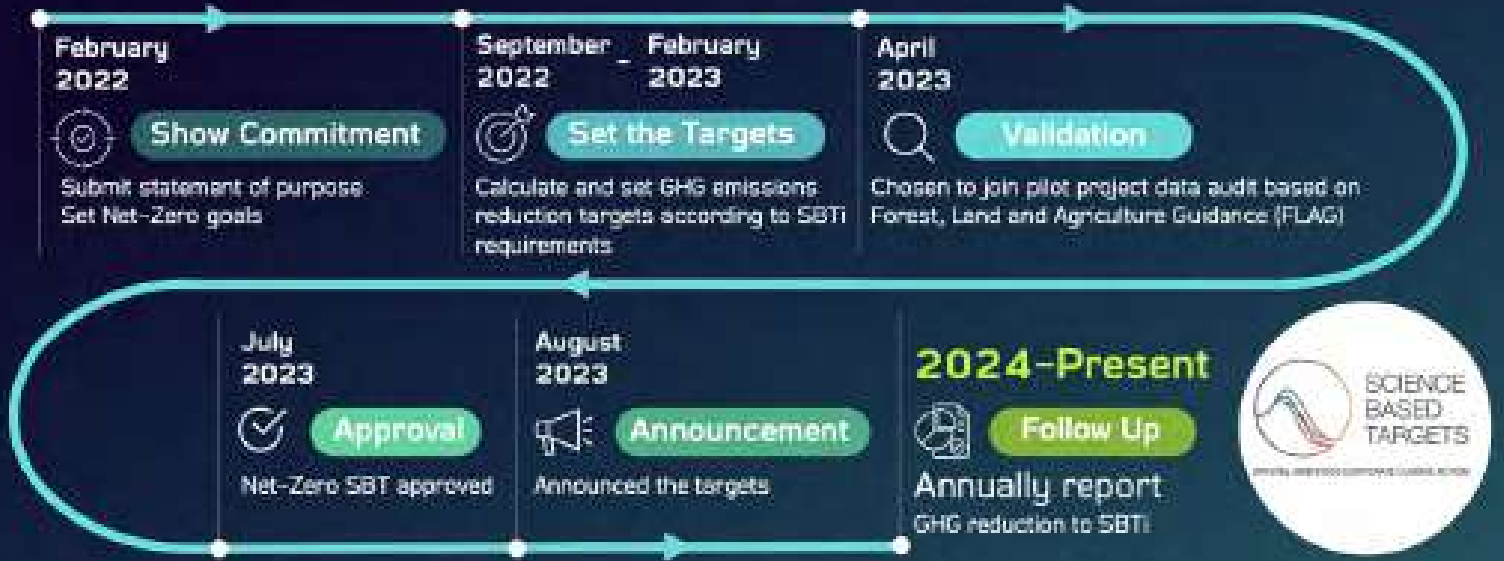 February
2022
Show Commitment
Submit statement of purpose
Set Net-Zero goals
September - February
2022 2023
Set the Targets
Calculate and set GHG emissions
reduction targets according to SBTi
requirements
April
2023
Validation
Chosen to join pilot project data audit based on
Forest, Land and Agriculture Guidance (FLAG)
July
2023
Approval
Net-Zero SBT approved
August
2023
Announcement
Announced the targets
2024-Present
Follow Up
Annually report
GHG reduction to SBTi
SCIENCE
BASED
TARGETS